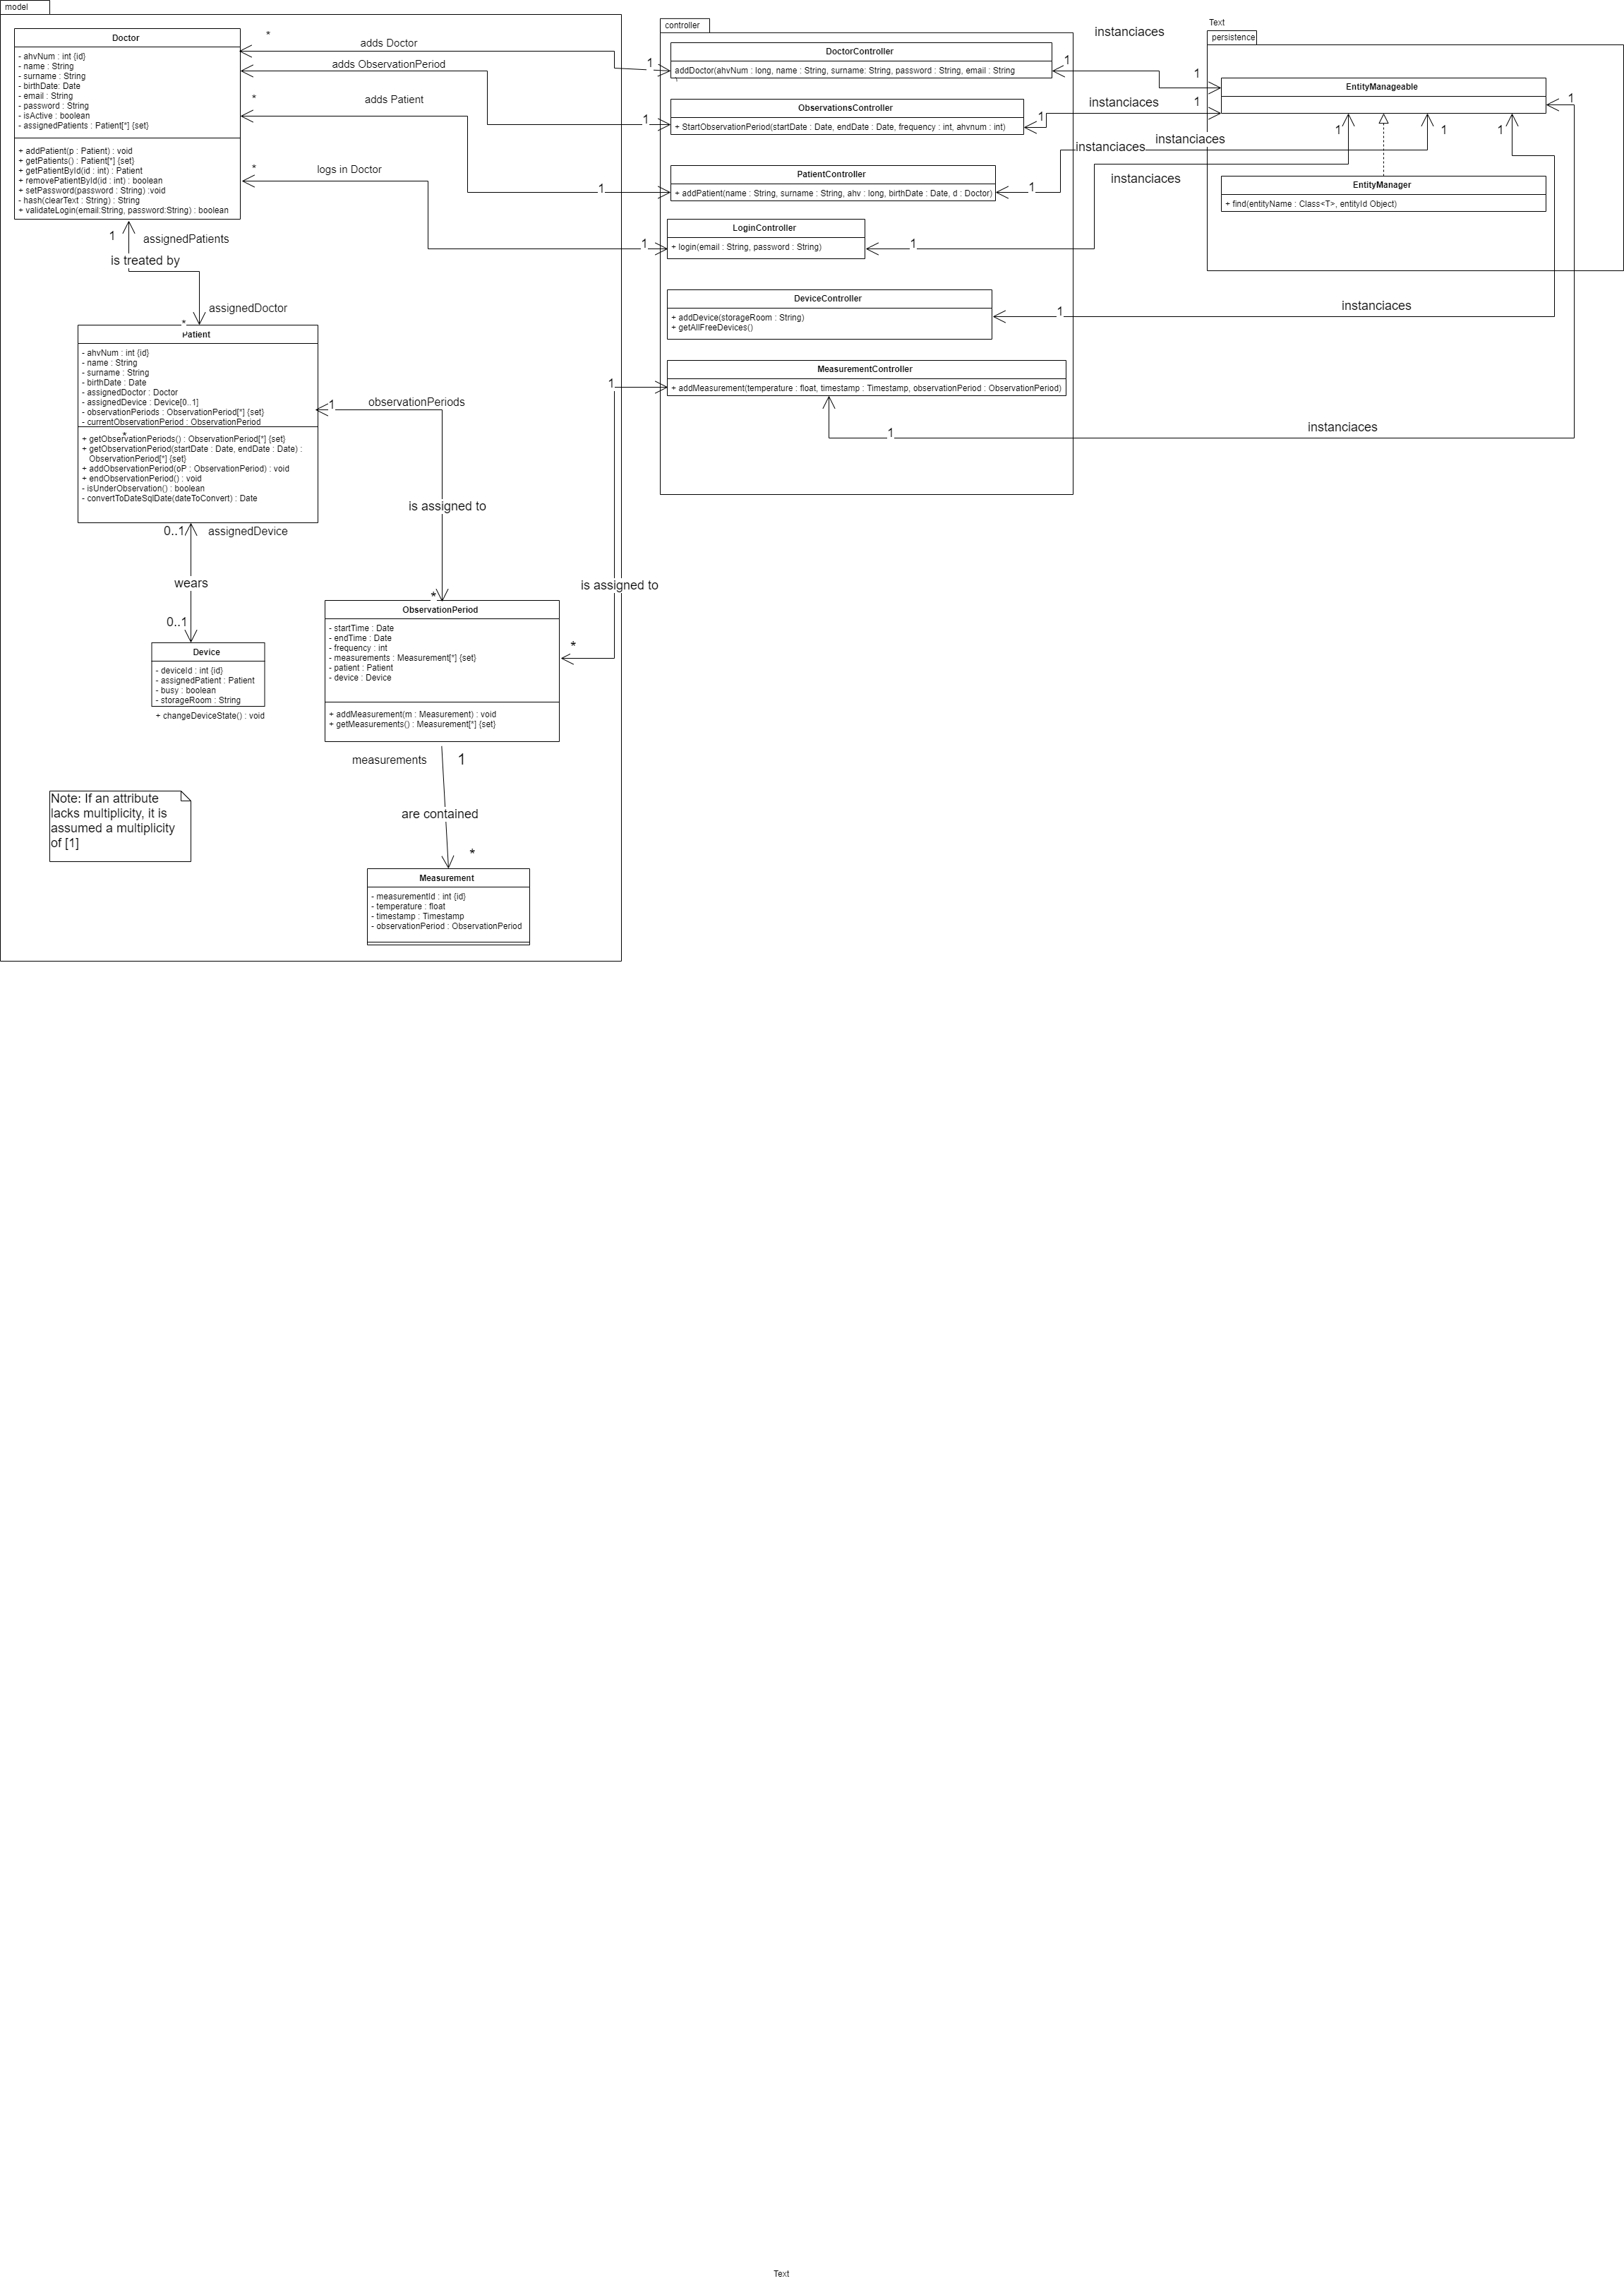 model
Doctor
- ahvNum : int {id}
- name : String
- surname : String
- birthDate: Date
- email : String
- password : String
- isActive : boolean
- assignedPatients : Patient[*] {set}
+ addPatient(p : Patient) : void
+ getPatients() : Patient[*] {set}
+ getPatientById(id : int) : Patient
+ removePatientById(id : int) : boolean
+ setPassword(password : String) :void
- hash(clearText : String) : String
+ validateLogin(email:String, password:String) : boolean
*
adds Doctor
1
adds ObservationPeriod
1
*
adds Patient
1
*
logs in Doctor
1
1
assignedPatients
is treated by
assignedDoctor
*
Patient
- ahvNum : int {id}
- name : String
- surname : String
- birthDate : Date
- assignedDoctor : Doctor
- assignedDevice : Device[0..1]
- observationPeriods : ObservationPeriod[*] {set}
- currentObservationPeriod : ObservationPeriod
*
+ getObservationPeriods() : ObservationPeriod[*] {set}
+ getObservationPeriod(startDate : Date, endDate : Date) :
ObservationPeriod[*] {set}
+ addObservationPeriod(oP : ObservationPeriod) : void
+ endObservationPeriod() : void
- isUnderObservation() : boolean
- convertToDateSqlDate(dateToConvert) : Date
1
observationPeriods
is assigned to
*
0..1
assignedDevice
wears
0..1
Device
- deviceId : int {id}
- assignedPatient : Patient
- busy : boolean
- storageRoom : String
+ changeDeviceState() : void
ObservationPeriod
- startTime : Date
- endTime : Date
- frequency : int
- measurements : Measurement[*] {set}
- patient : Patient
- device : Device
+ addMeasurement(m : Measurement) : void
+ getMeasurements() : Measurement[*] {set}
1
is assigned to
*
measurements
1
are contained
*
Measurement
- measurementId : int {id}
- temperature : float
- timestamp : Timestamp
- observationPeriod : ObservationPeriod
Note: If an attribute
lacks multiplicity, it is
assumed a multiplicity
of [1]
controller
DoctorController
addDoctor(ahvNum : long, name : String, surname: String, password : String, email : String
ObservationsController
+ StartObservationPeriod(startDate : Date, endDate : Date, frequency : int, ahvnum : int)
PatientController
+ addPatient(name : String, surname : String, ahv : long, birthDate : Date, d : Doctor)
LoginController
+ login(email : String, password : String)
DeviceController
+ addDevice(storageRoom : String)
+ getAllFreeDevices()
MeasurementController
+ addMeasurement(temperature : float, timestamp : Timestamp, observationPeriod : ObservationPeriod)
instanciaces
1
1
instanciaces
1
1
instanciaces
instanciaces
1
1
instanciaces
1
1
instanciaces
1
1
instanciaces
1
1
Text
persistence
EntityManageable
EntityManager
+ find(entityName : Class<T>, entityId Object)
Text